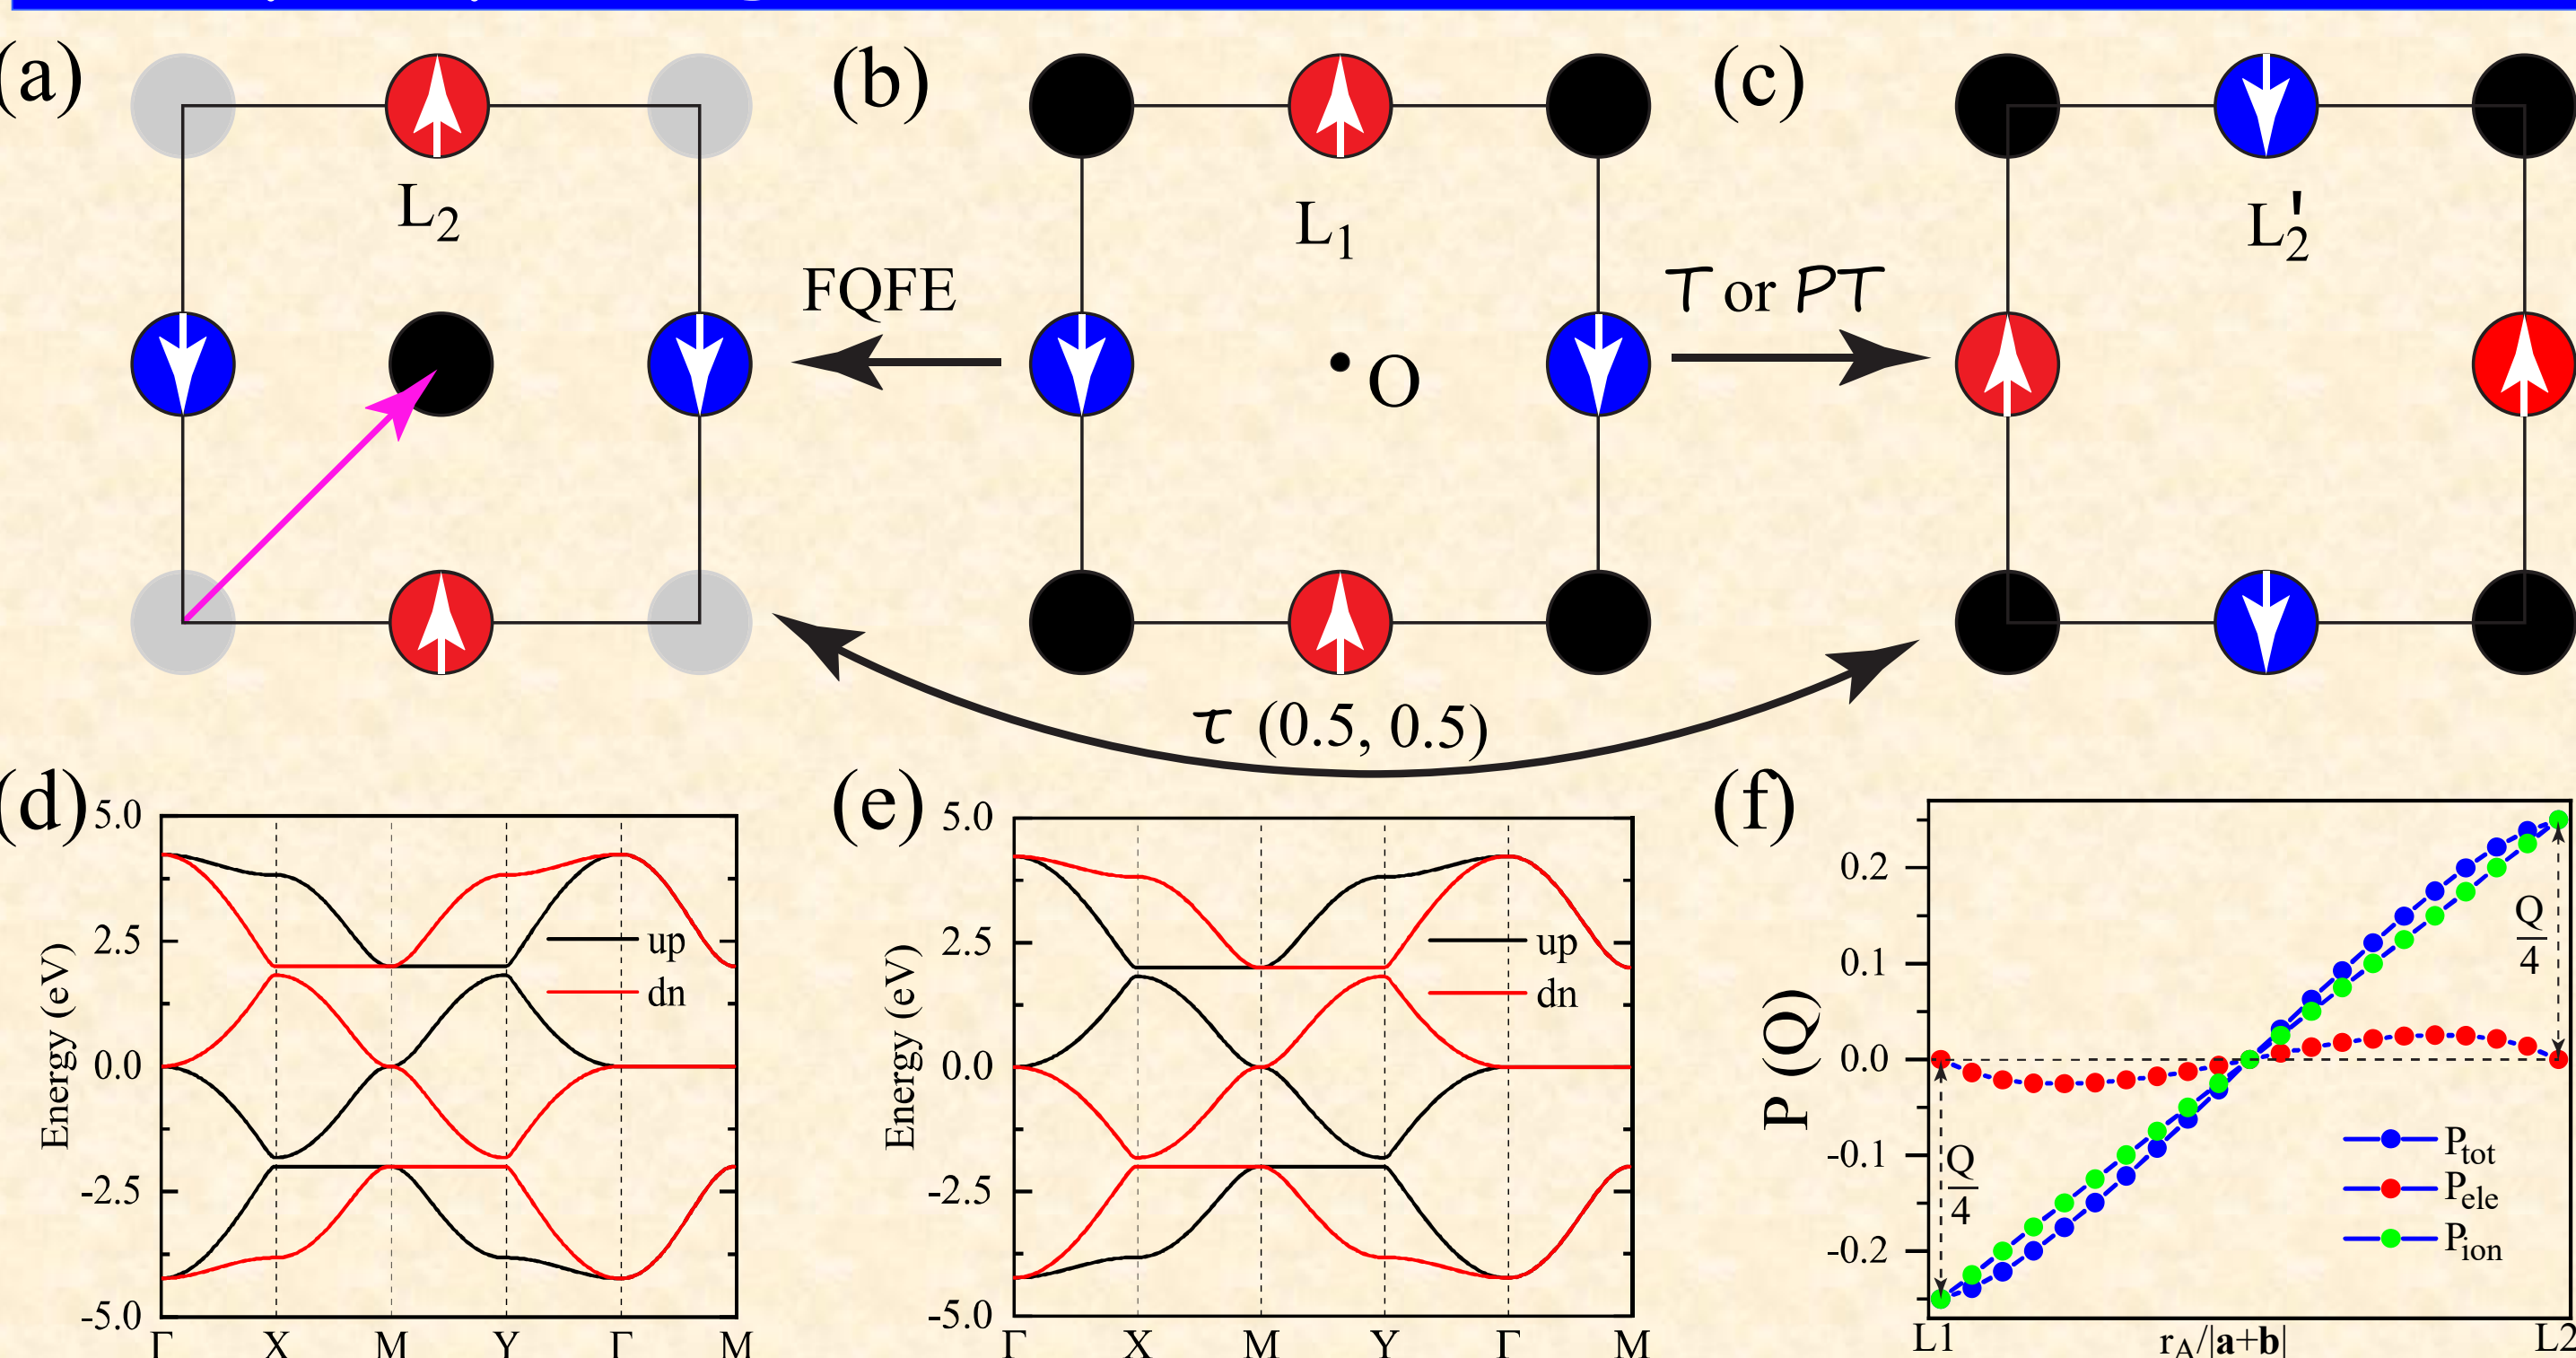 (a)
L2
FQFE
(b)
L1
O
T or PT
(c)
L2'
τ (0.5, 0.5)
(d)
5.0
2.5
0.0
-2.5
-5.0
Energy (eV)
up
dn
Γ X M Y Γ M
(e)
5.0
2.5
0.0
-2.5
-5.0
Energy (eV)
up
dn
Γ X M Y Γ M
(f)
0.2
0.1
0.0
-0.1
-0.2
P (Q)
Q
4
Q
4
Ptot
Pele
Pion
L1 rA/|a+b| L2